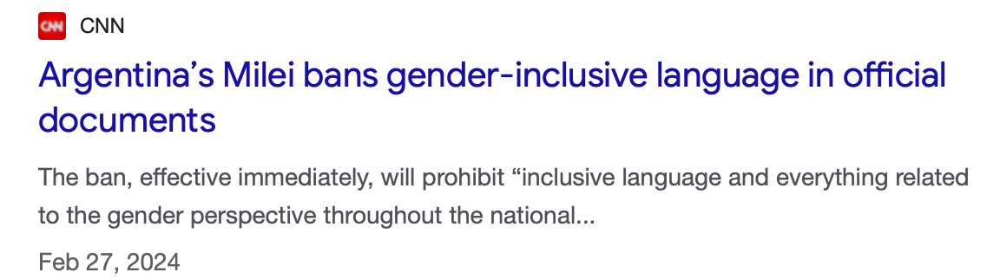 CNN
CNN
Argentina’s Milei bans gender-inclusive language in official
documents
The ban, effective immediately, will prohibit “inclusive language and everything related
to the gender perspective throughout the national...
Feb 27, 2024